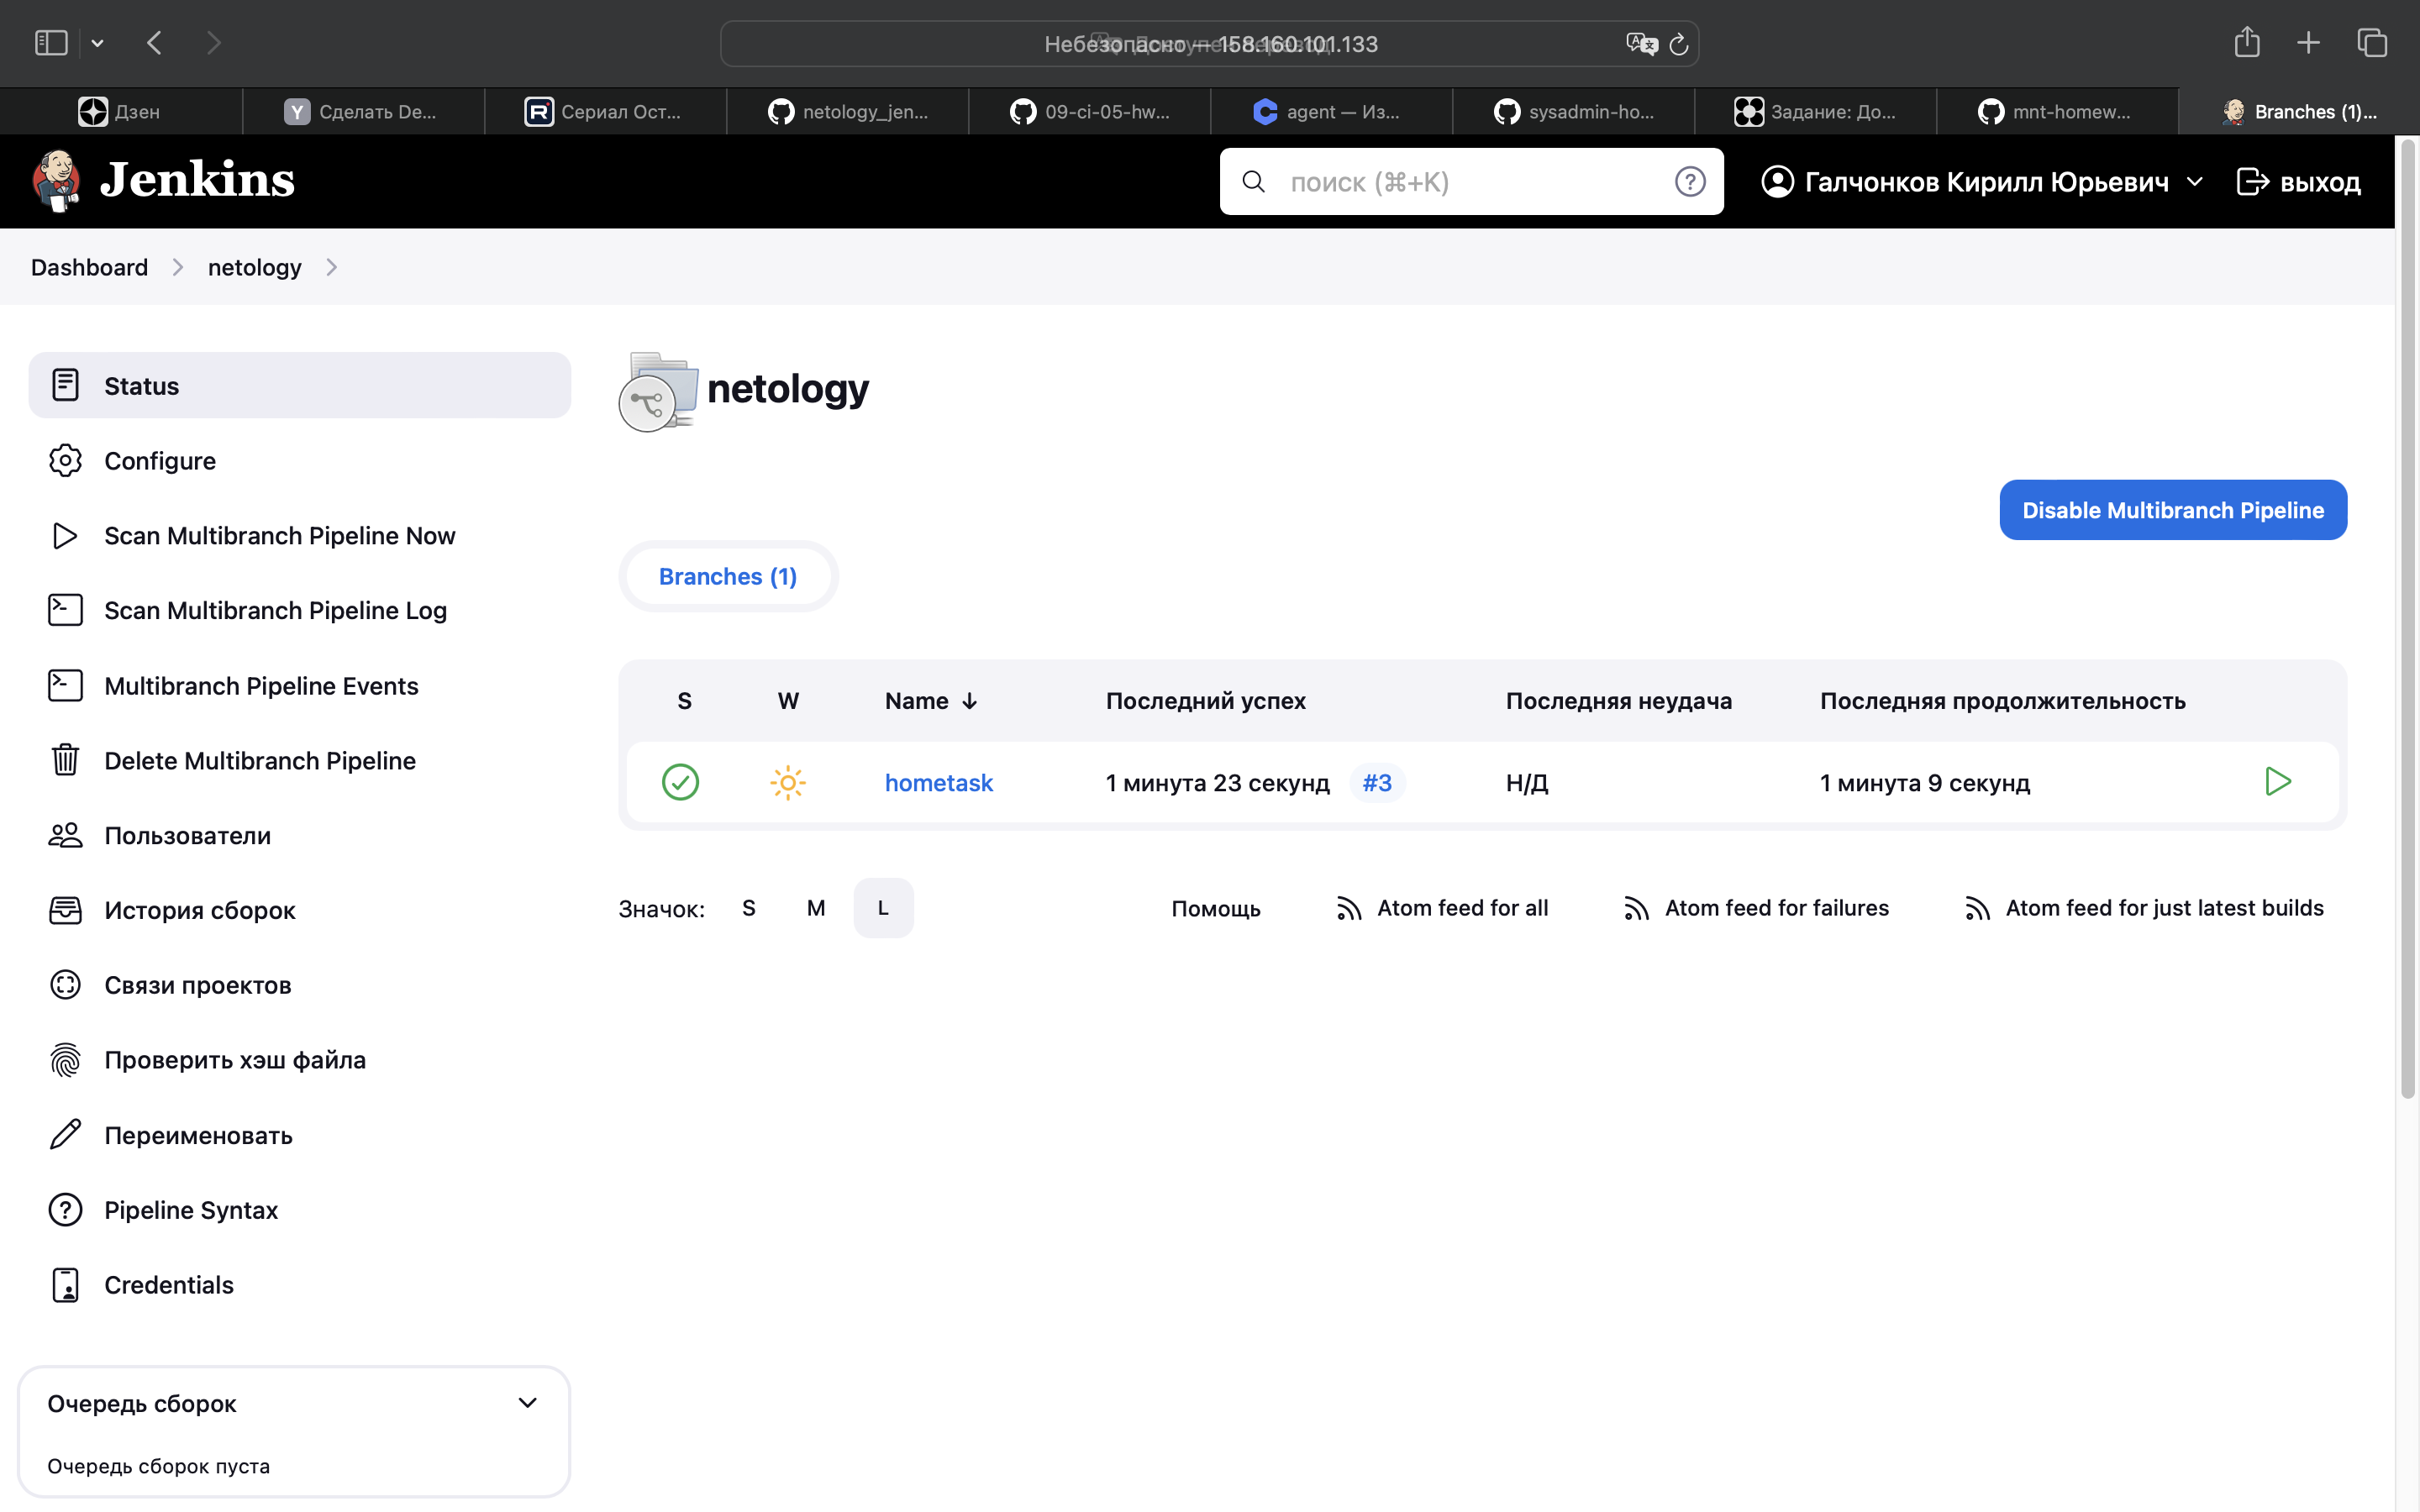 Небезопасно — 158.160.101.133
Дзен
Сделать De...
Сериал Ост...
netology_jen...
09-ci-05-hw...
agent — Из...
sysadmin-ho...
Задание: До...
mnt-homew...
Branches (1)...
Jenkins
поиск (⌘+K)
Галчонков Кирилл Юрьевич
выход
Dashboard
netology
Status
Configure
Scan Multibranch Pipeline Now
Scan Multibranch Pipeline Log
Multibranch Pipeline Events
Delete Multibranch Pipeline
Пользователи
История сборок
Связи проектов
Проверить хэш файла
Переименовать
Pipeline Syntax
Credentials
Очередь сборок
Очередь сборок пуста
netology
Disable Multibranch Pipeline
Branches (1)
S W Name ↓ Последний успех Последняя неудача Последняя продолжительность
hometask 1 минута 23 секунд #3 Н/Д 1 минута 9 секунд
Значок: S M L Помощь Atom feed for all Atom feed for failures Atom feed for just latest builds